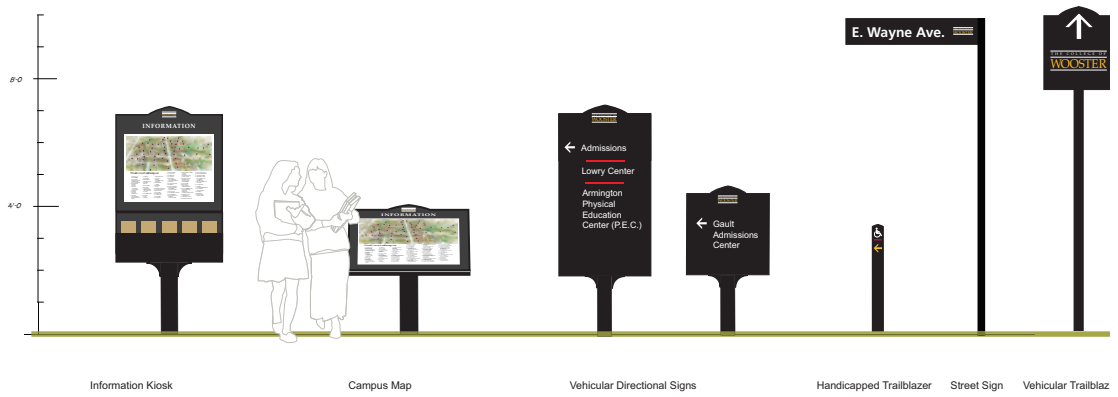 8'-0
4'-0
INFORMATION
INFORMATION
WOOSTER
Admissions
Lowry Center
Armington
Physical
Education
Center (P.E.C.)
Gault
Admissions
Center
E. Wayne Ave.
THE COLLEGE OF
WOOSTER
Information Kiosk
Campus Map
Vehicular Directional Signs
Handicapped Trailblazer
Street Sign
Vehicular Trailblaz